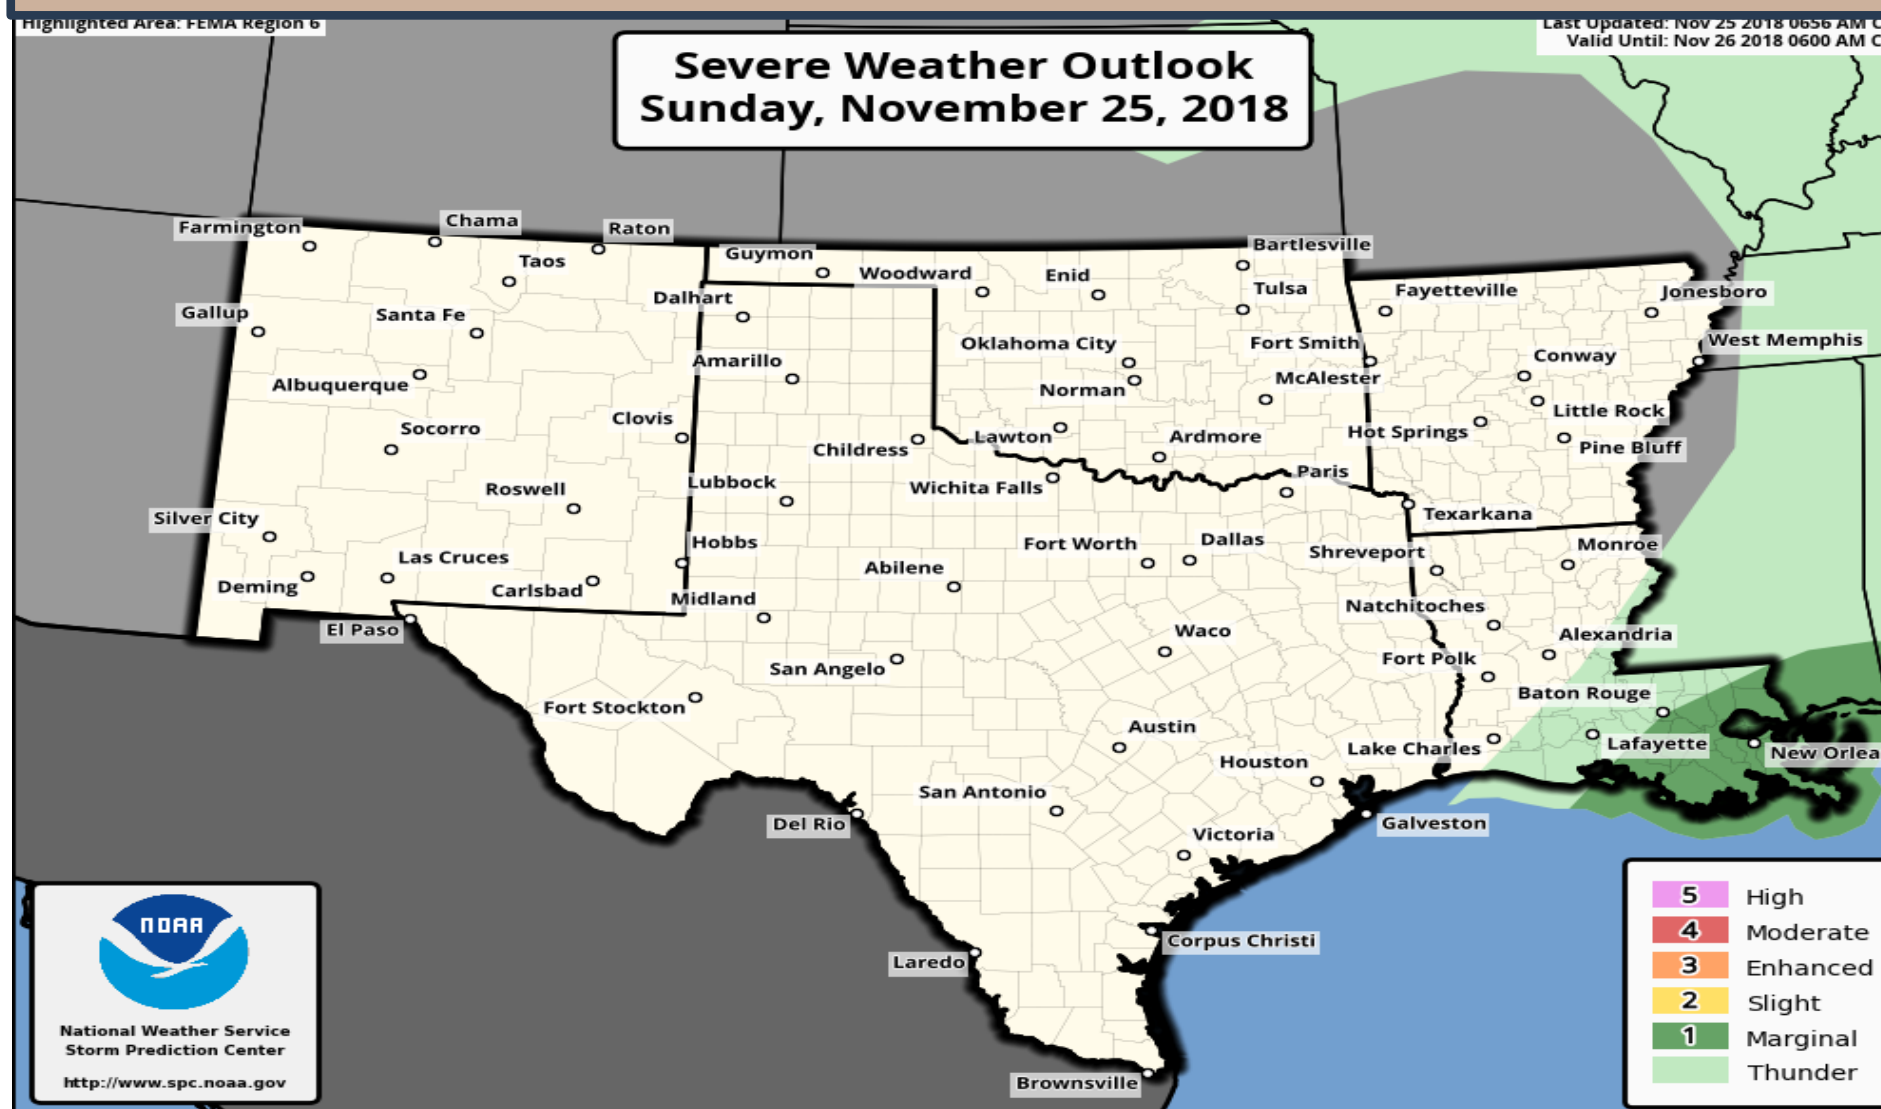 Highlighted Area: FEMA Region 6
Last Updated: Nov 25 2018 0656 AM C
Valid Until: Nov 26 2018 0600 AM C
Severe Weather Outlook
Sunday, November 25, 2018
Farmington
Chama
Raton
Taos
Guymon
Woodward
Enid
Bartlesville
Tulsa
Fayetteville
Jonesboro
Gallup
Santa Fe
Dalhart
Oklahoma City
Fort Smith
West Memphis
Albuquerque
Amarillo
Norman
McAlester
Conway
Socorro
Clovis
Childress
Lawton
Ardmore
Hot Springs
Little Rock
Pine Bluff
Roswell
Lubbock
Wichita Falls
Paris
Texarkana
Silver City
Las Cruces
Hobbs
Fort Worth
Dallas
Shreveport
Monroe
Deming
Carlsbad
Midland
Abilene
Natchitoches
El Paso
San Angelo
Waco
Fort Polk
Alexandria
Fort Stockton
Austin
Baton Rouge
Houston
Lake Charles
Lafayette
New Orlea
Del Rio
San Antonio
Victoria
Galveston
Laredo
Corpus Christi
Brownsville
NOAA
National Weather Service
Storm Prediction Center
http://www.spc.noaa.gov
5 High
4 Moderate
3 Enhanced
2 Slight
1 Marginal
Thunder